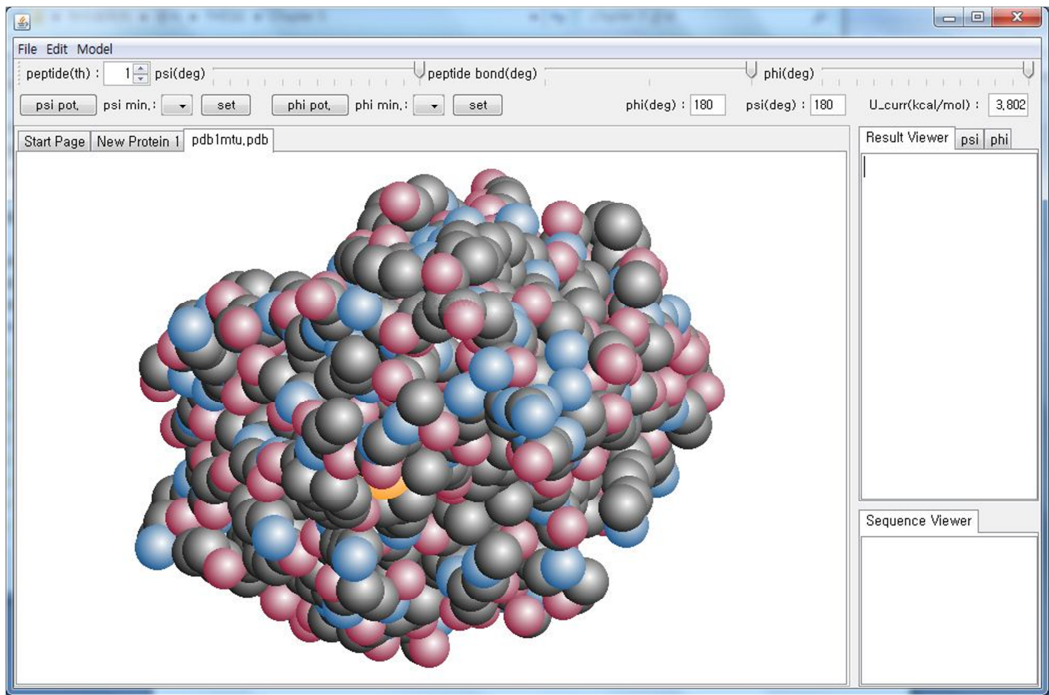 File Edit Model
peptide(th) : 1 psi(deg) peptide bond(deg) phi(deg)
psi pot, psi min,: set phi pot, phi min,: set phi(deg) : 180 psi(deg) : 180 U_curr(kcal/mol) : 3,802
Start Page New Protein 1 pdb1mtu,pdb
Result Viewer psi phi
Sequence Viewer